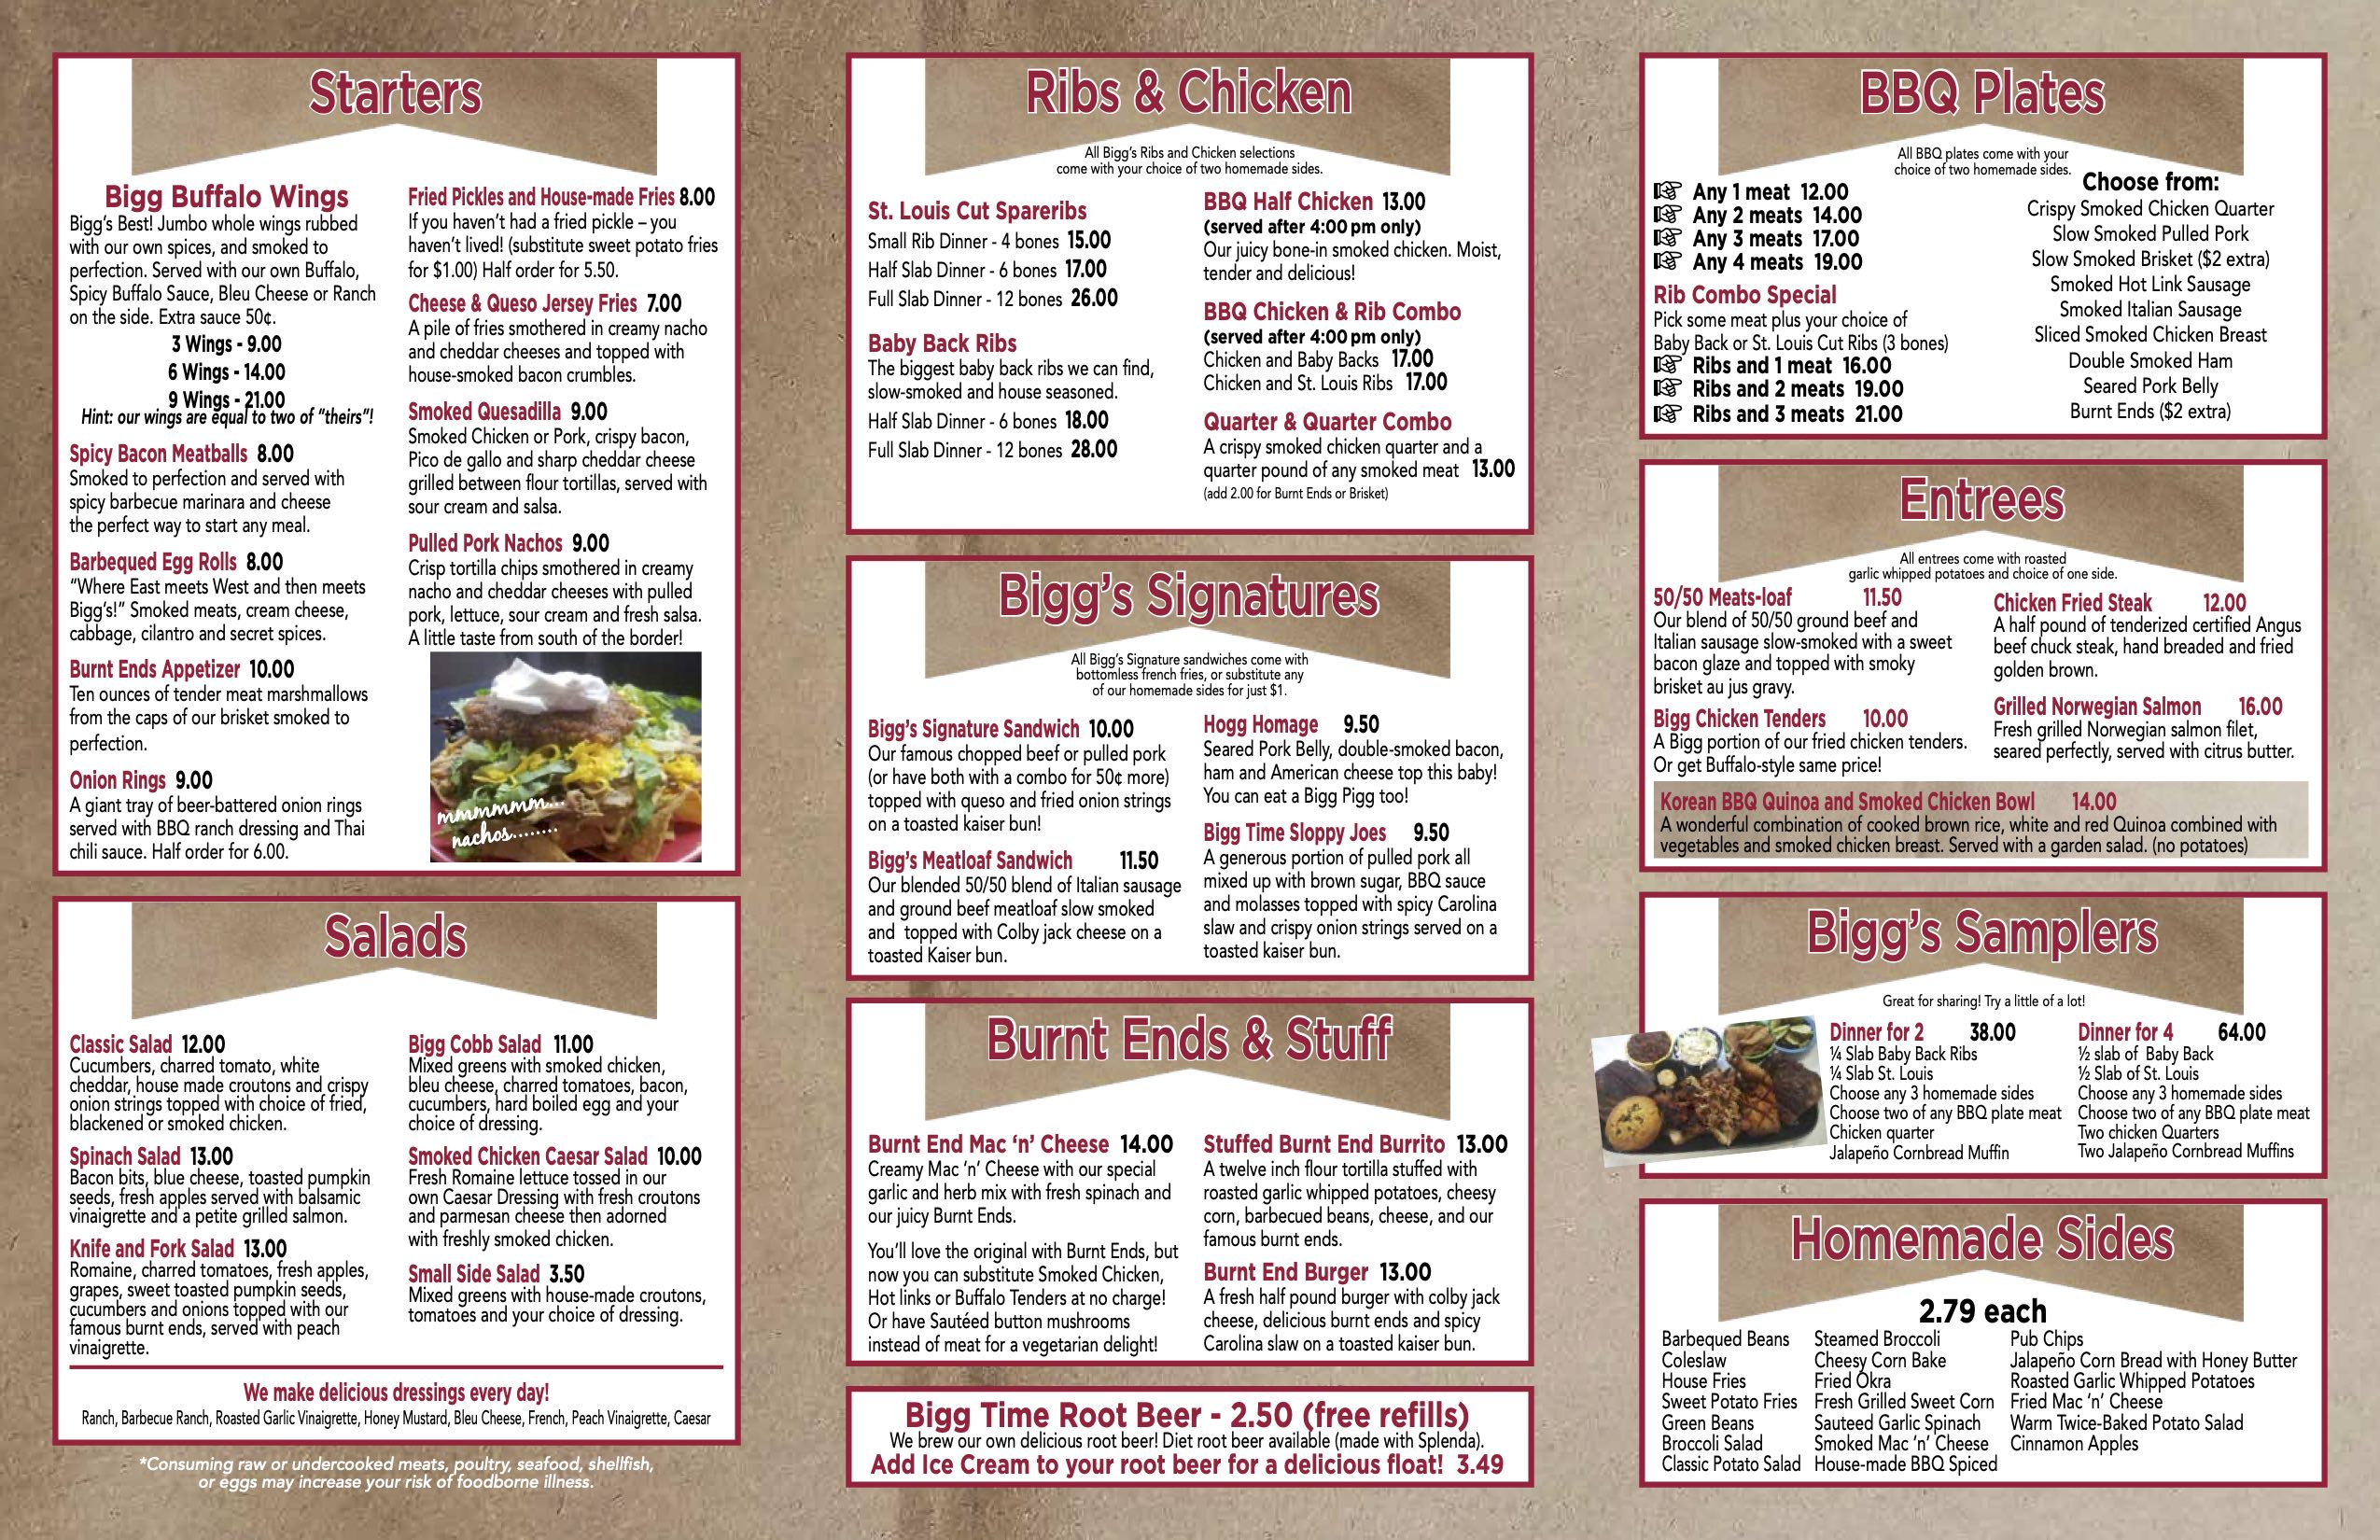 Starters
Bigg Buffalo Wings
Bigg's Best! Jumbo whole wings rubbed
with our own spices, and smoked to
perfection. Served with our own Buffalo,
Spicy Buffalo Sauce, Bleu Cheese or Ranch
on the side. Extra sauce 50¢.
3 Wings - 9.00
6 Wings - 14.00
9 Wings - 21.00
Hint: our wings are equal to two of "theirs"!
Spicy Bacon Meatballs 8.00
Smoked to perfection and served with
spicy barbecue marinara and cheese
the perfect way to start any meal.
Barbequed Egg Rolls 8.00
"Where East meets West and then meets
Bigg's!" Smoked meats, cream cheese,
cabbage, cilantro and secret spices.
Burnt Ends Appetizer 10.00
Ten ounces of tender meat marshmallows
from the caps of our brisket smoked to
perfection.
Onion Rings 9.00
A giant tray of beer-battered onion rings
served with BBQ ranch dressing and Thai
chili sauce. Half order for 6.00.
Fried Pickles and House-made Fries 8.00
If you haven't had a fried pickle – you
haven't lived! (substitute sweet potato fries
for $1.00) Half order for 5.50.
Cheese & Queso Jersey Fries 7.00
A pile of fries smothered in creamy nacho
and cheddar cheeses and topped with
house-smoked bacon crumbles.
Smoked Quesadilla 9.00
Smoked Chicken or Pork, crispy bacon,
Pico de gallo and sharp cheddar cheese
grilled between flour tortillas, served with
sour cream and salsa.
Pulled Pork Nachos 9.00
Crisp tortilla chips smothered in creamy
nacho and cheddar cheeses with pulled
pork, lettuce, sour cream and fresh salsa.
A little taste from south of the border!
mmmmmm...
nachos........
Salads
Classic Salad 12.00
Cucumbers, charred tomato, white
cheddar, house made croutons and crispy
onion strings topped with choice of fried,
blackened or smoked chicken.
Spinach Salad 13.00
Bacon bits, blue cheese, toasted pumpkin
seeds, fresh apples served with balsamic
vinaigrette and a petite grilled salmon.
Knife and Fork Salad 13.00
Romaine, charred tomatoes, fresh apples,
grapes, sweet toasted pumpkin seeds,
cucumbers and onions topped with our
famous burnt ends, served with peach
vinaigrette.
Bigg Cobb Salad 11.00
Mixed greens with smoked chicken,
bleu cheese, charred tomatoes, bacon,
cucumbers, hard boiled egg and your
choice of dressing.
Smoked Chicken Caesar Salad 10.00
Fresh Romaine lettuce tossed in our
own Caesar Dressing with fresh croutons
and parmesan cheese then adorned
with freshly smoked chicken.
Small Side Salad 3.50
Mixed greens with house-made croutons,
tomatoes and your choice of dressing.
We make delicious dressings every day!
Ranch, Barbecue Ranch, Roasted Garlic Vinaigrette, Honey Mustard, Bleu Cheese, French, Peach Vinaigrette, Caesar
*Consuming raw or undercooked meats, poultry, seafood, shellfish,
or eggs may increase your risk of foodborne illness.
Ribs & Chicken
All Bigg's Ribs and Chicken selections
come with your choice of two homemade sides.
St. Louis Cut Spareribs
Small Rib Dinner - 4 bones 15.00
Half Slab Dinner - 6 bones 17.00
Full Slab Dinner - 12 bones 26.00
Baby Back Ribs
The biggest baby back ribs we can find,
slow-smoked and house seasoned.
Half Slab Dinner - 6 bones 18.00
Full Slab Dinner - 12 bones 28.00
BBQ Half Chicken 13.00
(served after 4:00 pm only)
Our juicy bone-in smoked chicken. Moist,
tender and delicious!
BBQ Chicken & Rib Combo
(served after 4:00 pm only)
Chicken and Baby Backs 17.00
Chicken and St. Louis Ribs 17.00
Quarter & Quarter Combo
A crispy smoked chicken quarter and a
quarter pound of any smoked meat 13.00
(add 2.00 for Burnt Ends or Brisket)
Bigg's Signatures
All Bigg's Signature sandwiches come with
bottomless french fries, or substitute any
of our homemade sides for just $1.
Bigg's Signature Sandwich 10.00
Our famous chopped beef or pulled pork
(or have both with a combo for 50¢ more)
topped with queso and fried onion strings
on a toasted kaiser bun!
Bigg's Meatloaf Sandwich 11.50
Our blended 50/50 blend of Italian sausage
and ground beef meatloaf slow smoked
and topped with Colby jack cheese on a
toasted Kaiser bun.
Hogg Homage 9.50
Seared Pork Belly, double-smoked bacon,
ham and American cheese top this baby!
You can eat a Bigg Pigg too!
Bigg Time Sloppy Joes 9.50
A generous portion of pulled pork all
mixed up with brown sugar, BBQ sauce
and molasses topped with spicy Carolina
slaw and crispy onion strings served on a
toasted kaiser bun.
Burnt Ends & Stuff
Burnt End Mac 'n' Cheese 14.00
Creamy Mac 'n' Cheese with our special
garlic and herb mix with fresh spinach and
our juicy Burnt Ends.
You'll love the original with Burnt Ends, but
now you can substitute Smoked Chicken,
Hot links or Buffalo Tenders at no charge!
Or have Sautéed button mushrooms
instead of meat for a vegetarian delight!
Stuffed Burnt End Burrito 13.00
A twelve inch flour tortilla stuffed with
roasted garlic whipped potatoes, cheesy
corn, barbecued beans, cheese, and our
famous burnt ends.
Burnt End Burger 13.00
A fresh half pound burger with colby jack
cheese, delicious burnt ends and spicy
Carolina slaw on a toasted kaiser bun.
Bigg Time Root Beer - 2.50 (free refills)
We brew our own delicious root beer! Diet root beer available (made with Splenda).
Add Ice Cream to your root beer for a delicious float! 3.49
BBQ Plates
All BBQ plates come with your
choice of two homemade sides.
Any 1 meat 12.00
Any 2 meats 14.00
Any 3 meats 17.00
Any 4 meats 19.00
Rib Combo Special
Pick some meat plus your choice of
Baby Back or St. Louis Cut Ribs (3 bones)
Ribs and 1 meat 16.00
Ribs and 2 meats 19.00
Ribs and 3 meats 21.00
Choose from:
Crispy Smoked Chicken Quarter
Slow Smoked Pulled Pork
Slow Smoked Brisket ($2 extra)
Smoked Hot Link Sausage
Smoked Italian Sausage
Sliced Smoked Chicken Breast
Double Smoked Ham
Seared Pork Belly
Burnt Ends ($2 extra)
Entrees
All entrees come with roasted
garlic whipped potatoes and choice of one side.
50/50 Meats-loaf 11.50
Our blend of 50/50 ground beef and
Italian sausage slow-smoked with a sweet
bacon glaze and topped with smoky
brisket au jus gravy.
Bigg Chicken Tenders 10.00
A Bigg portion of our fried chicken tenders.
Or get Buffalo-style same price!
Chicken Fried Steak 12.00
A half pound of tenderized certified Angus
beef chuck steak, hand breaded and fried
golden brown.
Grilled Norwegian Salmon 16.00
Fresh grilled Norwegian salmon filet,
seared perfectly, served with citrus butter.
Korean BBQ Quinoa and Smoked Chicken Bowl 14.00
A wonderful combination of cooked brown rice, white and red Quinoa combined with
vegetables and smoked chicken breast. Served with a garden salad. (no potatoes)
Bigg's Samplers
Great for sharing! Try a little of a lot!
Dinner for 2 38.00
¼ Slab Baby Back Ribs
¼ Slab St. Louis
Choose any 3 homemade sides
Choose two of any BBQ plate meat
Chicken quarter
Jalapeño Cornbread Muffin
Dinner for 4 64.00
½ slab of Baby Back
½ Slab of St. Louis
Choose any 3 homemade sides
Choose two of any BBQ plate meat
Two chicken Quarters
Two Jalapeño Cornbread Muffins
Homemade Sides
2.79 each
Barbequed Beans
Coleslaw
House Fries
Sweet Potato Fries
Green Beans
Broccoli Salad
Classic Potato Salad
Steamed Broccoli
Cheesy Corn Bake
Fried Okra
Fresh Grilled Sweet Corn
Sauteed Garlic Spinach
Smoked Mac 'n' Cheese
House-made BBQ Spiced
Pub Chips
Jalapeño Corn Bread with Honey Butter
Roasted Garlic Whipped Potatoes
Fried Mac 'n' Cheese
Warm Twice-Baked Potato Salad
Cinnamon Apples